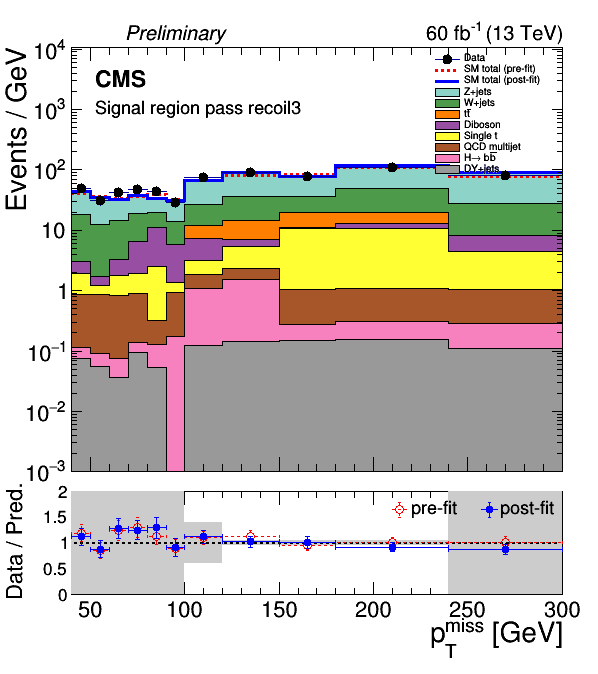 Preliminary 60 fb⁻¹ (13 TeV)
CMS
Signal region pass recoil3
Data
SM total (pre-fit)
SM total (post-fit)
Z+jets
W+jets
tt̅
Diboson
Single t
QCD multijet
H→ bb̅
DY+jets
Events / GeV
10⁴
10³
10²
10
1
10⁻¹
10⁻²
10⁻³
pre-fit post-fit
Data / Pred.
2
1.5
1
0.5
0
50 100 150 200 250 300
p_T^miss [GeV]